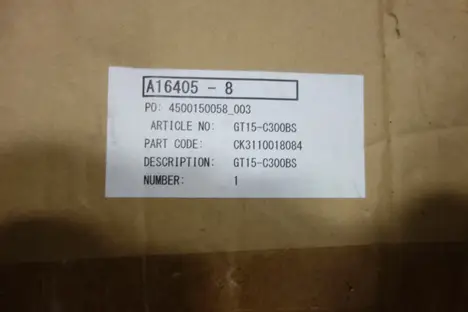 A16405 - 8
PO: 4500150058_003
ARTICLE NO: GT15-C300BS
PART CODE: CK3110018084
DESCRIPTION: GT15-C300BS
NUMBER: 1